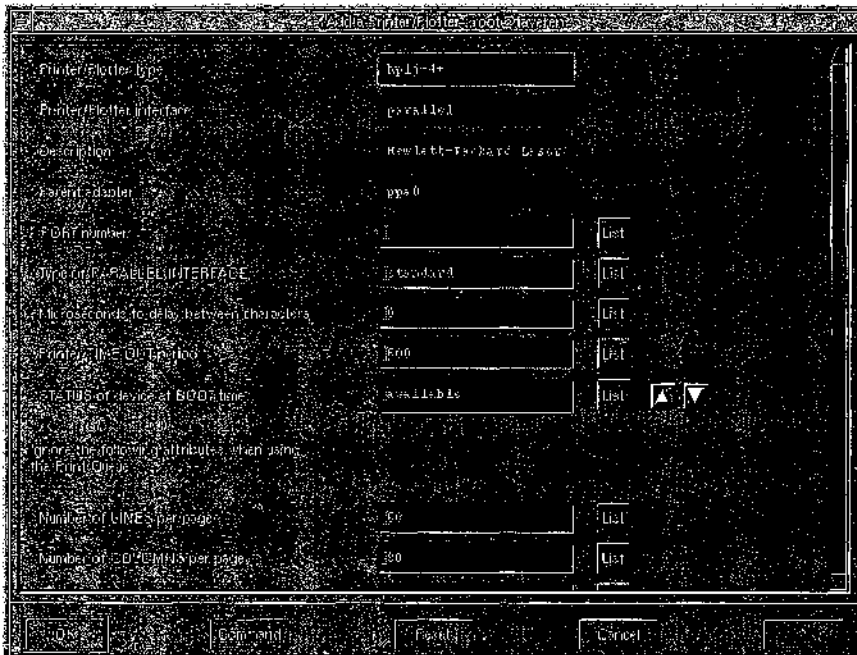 Add a Printer/Plotter : root@
Printer/Plotter type hplj-4+
Printer/Plotter interface parallel
Description Hewlett-Packard Laser
Parent adapter ppa0
PORT number List
Type of PARALLEL INTERFACE standard List
Microseconds to delay between characters 0 List
Printer TIME OUT period 600 List
STATUS of device at BOOT time available List
Ignore the following attributes when using
the Print Queue
Number of LINES per page 60 List
Number of COLUMNS per page 80 List
OK Command Reset Cancel